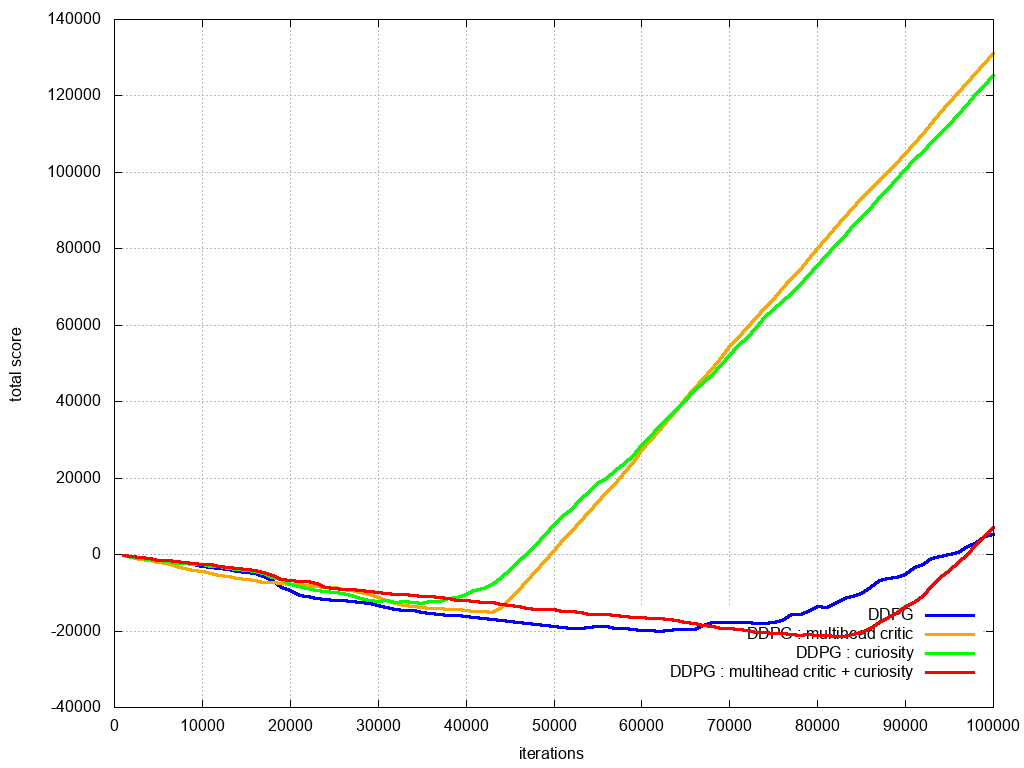 140000
120000
100000
80000
60000
40000
20000
0
-20000
-40000
total score
DDPG
DDPG : multihead critic
DDPG : curiosity
DDPG : multihead critic + curiosity
0 10000 20000 30000 40000 50000 60000 70000 80000 90000 100000
iterations